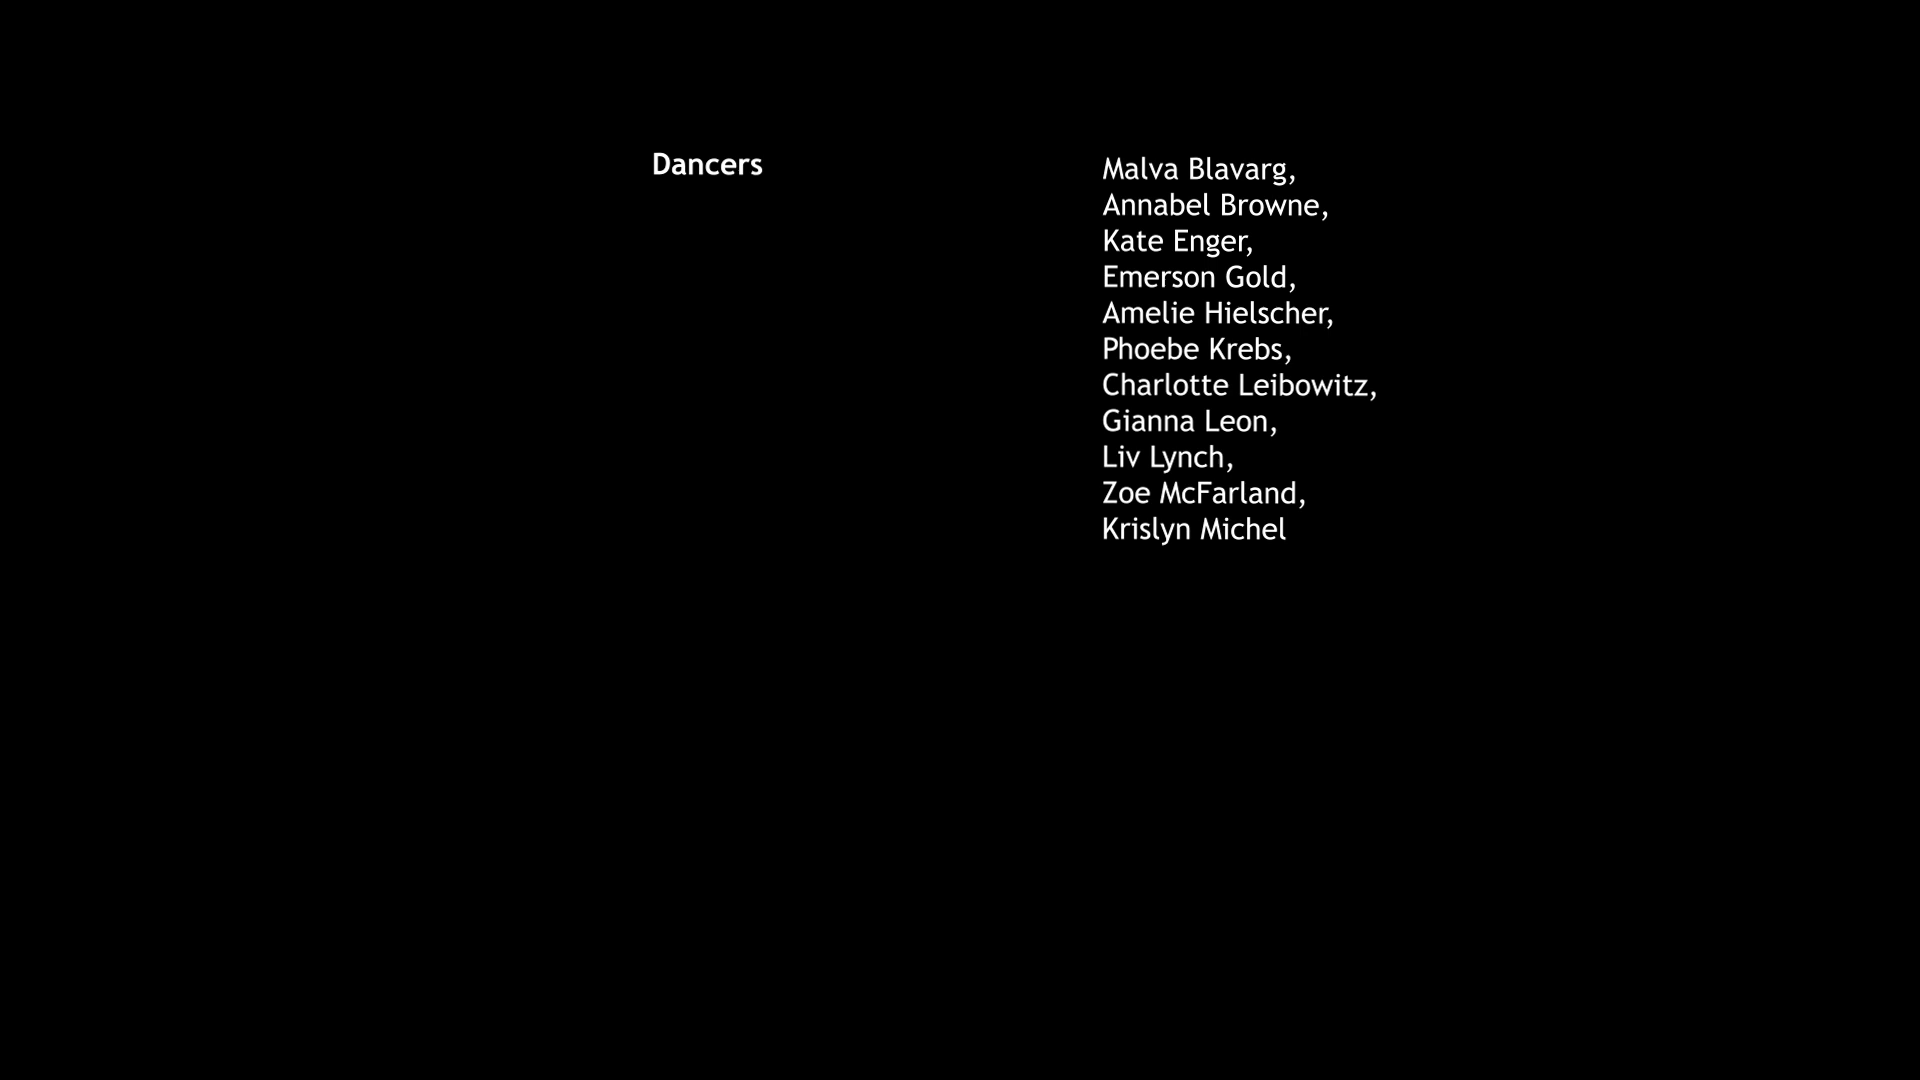 Dancers
Malva Blavarg,
Annabel Browne,
Kate Enger,
Emerson Gold,
Amelie Hielscher,
Phoebe Krebs,
Charlotte Leibowitz,
Gianna Leon,
Liv Lynch,
Zoe McFarland,
Krislyn Michel